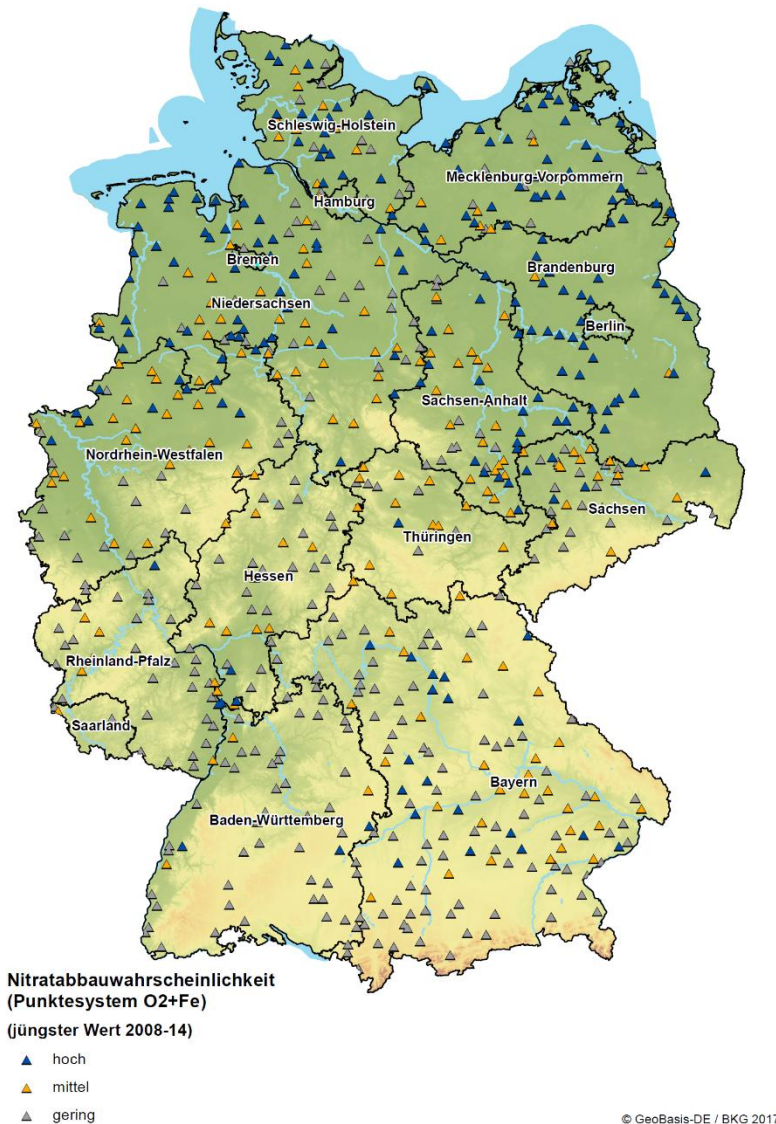 Schleswig-Holstein
Mecklenburg-Vorpommern
Hamburg
Bremen
Brandenburg
Niedersachsen
Berlin
Sachsen-Anhalt
Nordrhein-Westfalen
Sachsen
Thüringen
Hessen
Rheinland-Pfalz
Saarland
Bayern
Baden-Württemberg
Nitratabbauwahrscheinlichkeit
(Punktesystem O2+Fe)
(jüngster Wert 2008-14)
hoch
mittel
gering
© GeoBasis-DE / BKG 2017